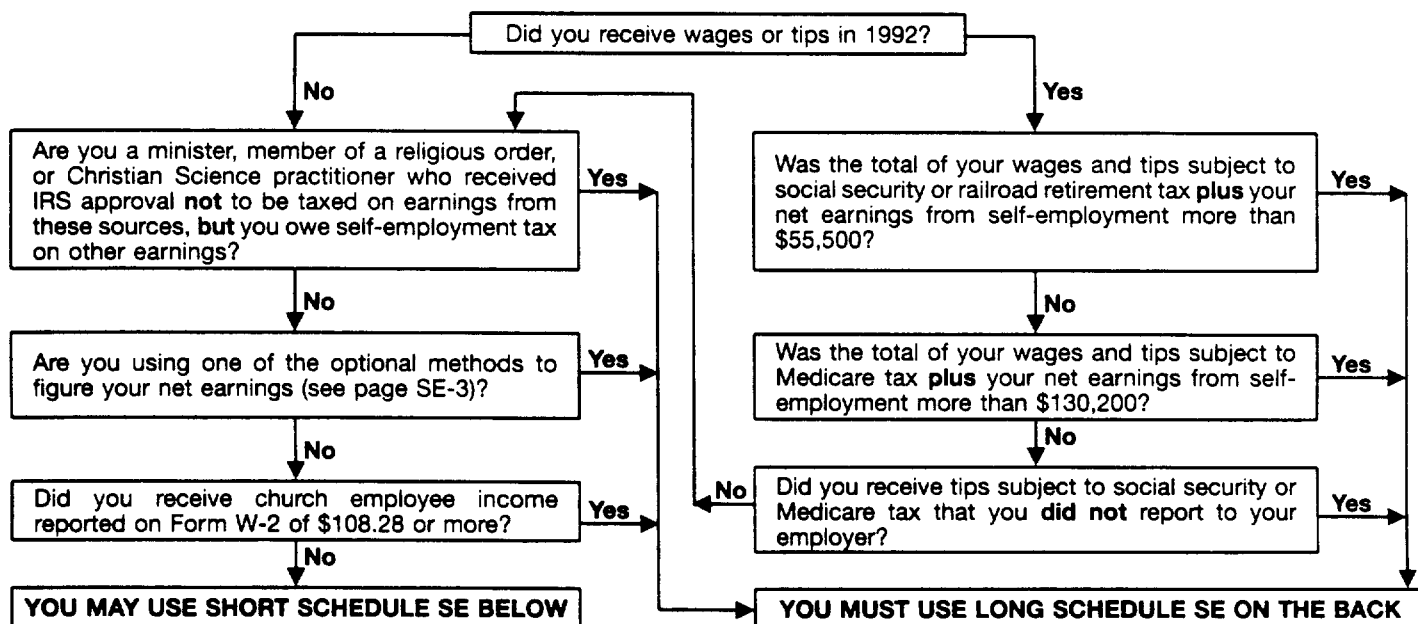 Did you receive wages or tips in 1992?
No
Yes
Are you a minister, member of a religious order,
or Christian Science practitioner who received
IRS approval not to be taxed on earnings from
these sources, but you owe self-employment tax
on other earnings?
Yes
Was the total of your wages and tips subject to
social security or railroad retirement tax plus your
net earnings from self-employment more than
$55,500?
Yes
No
No
Are you using one of the optional methods to
figure your net earnings (see page SE-3)?
Yes
Was the total of your wages and tips subject to
Medicare tax plus your net earnings from self-
employment more than $130,200?
Yes
No
No
Did you receive church employee income
reported on Form W-2 of $108.28 or more?
Yes
No
Did you receive tips subject to social security or
Medicare tax that you did not report to your
employer?
Yes
No
YOU MAY USE SHORT SCHEDULE SE BELOW
YOU MUST USE LONG SCHEDULE SE ON THE BACK